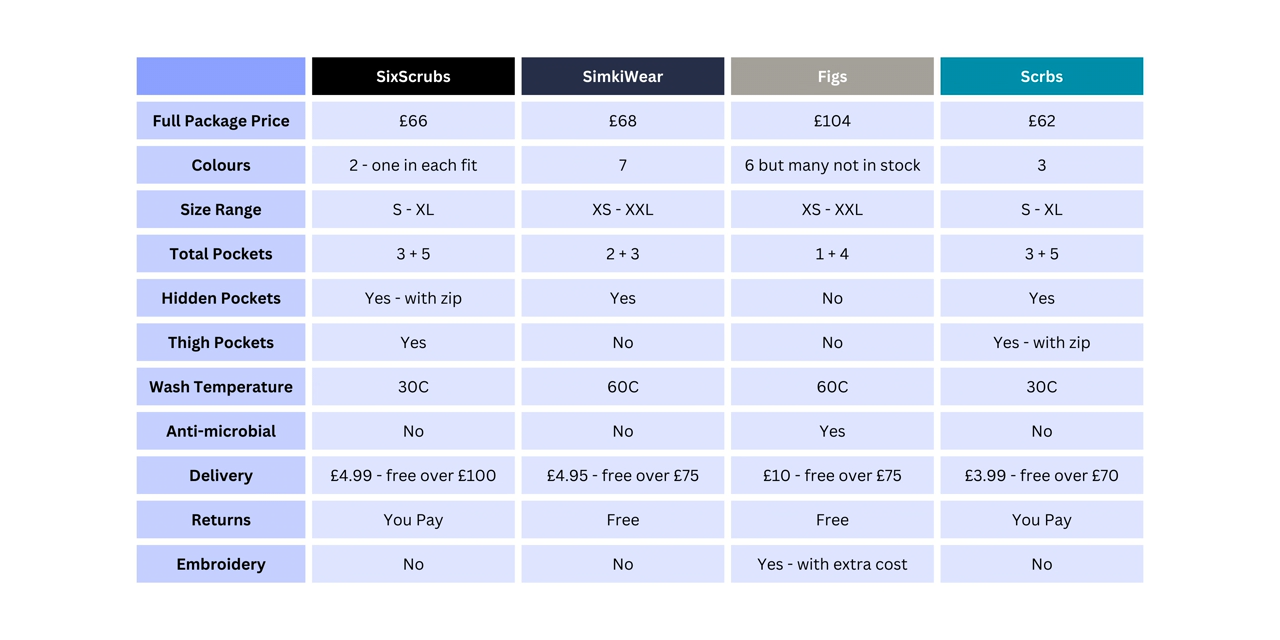 SixScrubs SimkiWear Figs Scrbs
Full Package Price £66 £68 £104 £62
Colours 2 - one in each fit 7 6 but many not in stock 3
Size Range S - XL XS - XXL XS - XXL S - XL
Total Pockets 3 + 5 2 + 3 1 + 4 3 + 5
Hidden Pockets Yes - with zip Yes No Yes
Thigh Pockets Yes No No Yes - with zip
Wash Temperature 30C 60C 60C 30C
Anti-microbial No No Yes No
Delivery £4.99 - free over £100 £4.95 - free over £75 £10 - free over £75 £3.99 - free over £70
Returns You Pay Free Free You Pay
Embroidery No No Yes - with extra cost No